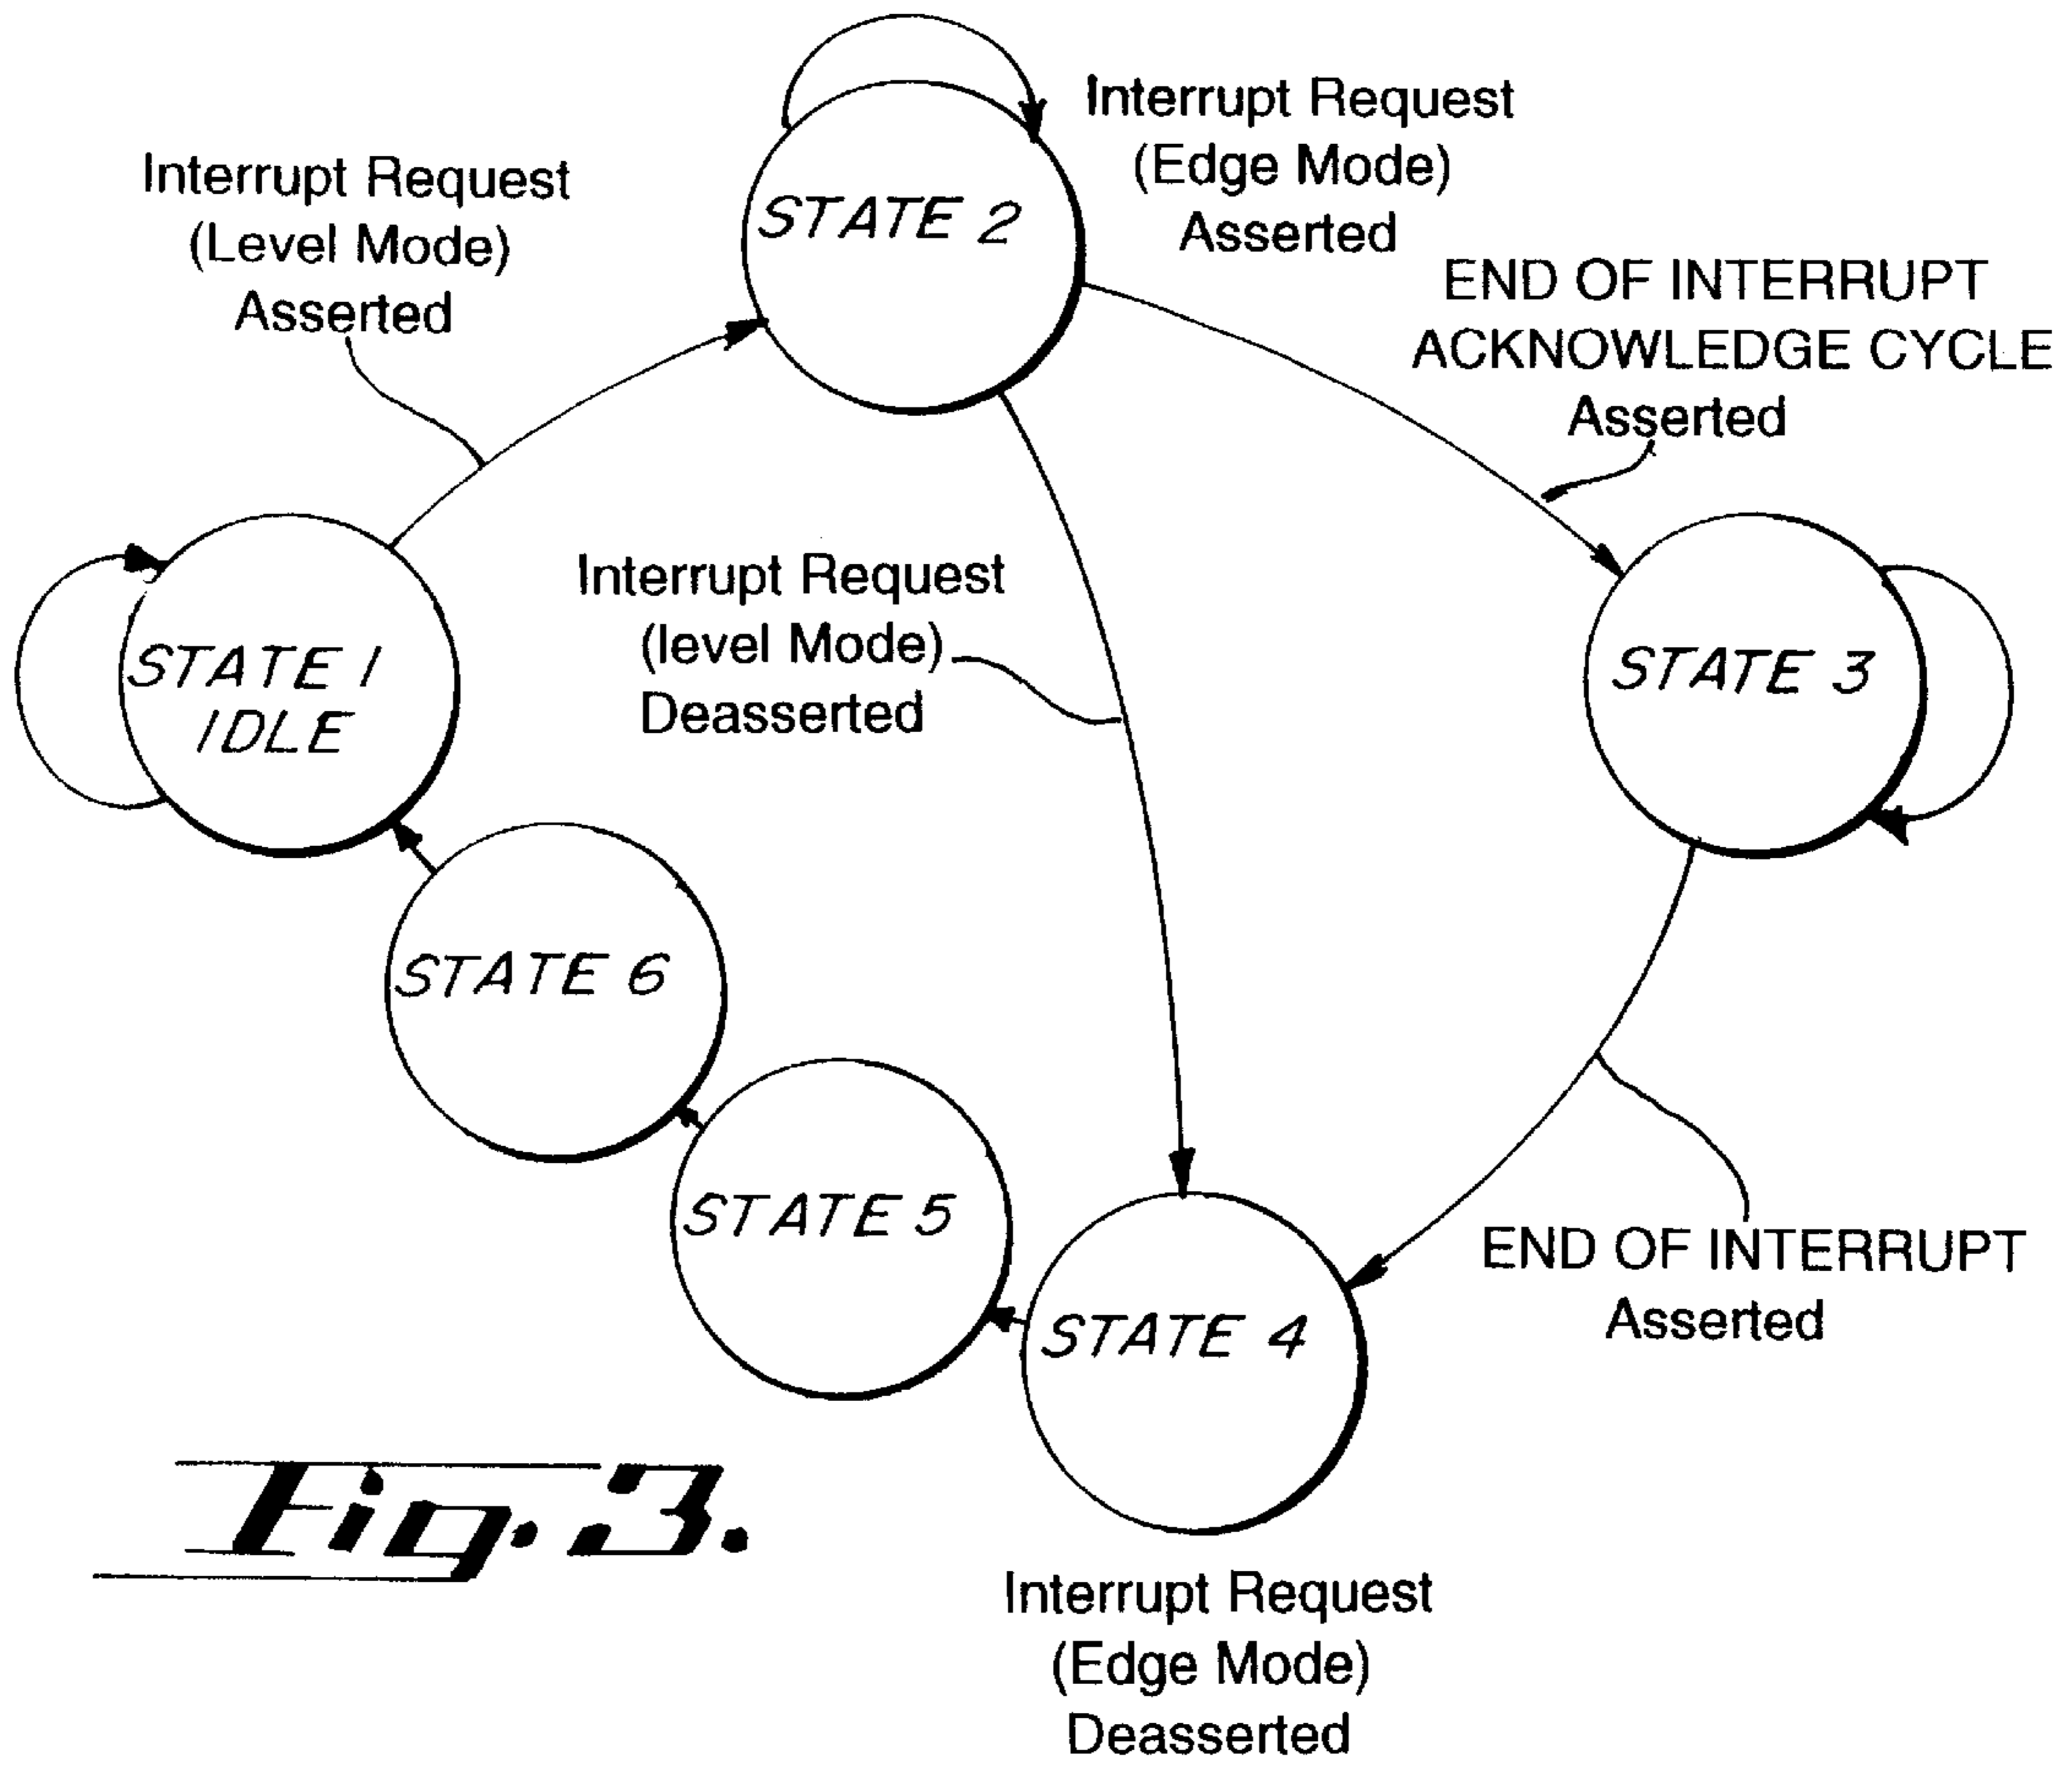 Interrupt Request
(Edge Mode)
Asserted
Interrupt Request
(Level Mode)
Asserted
STATE 2
END OF INTERRUPT
ACKNOWLEDGE CYCLE
Asserted
Interrupt Request
(level Mode)
Deasserted
STATE 1
IDLE
STATE 3
STATE 6
STATE 5
STATE 4
END OF INTERRUPT
Asserted
Fig. 3.
Interrupt Request
(Edge Mode)
Deasserted